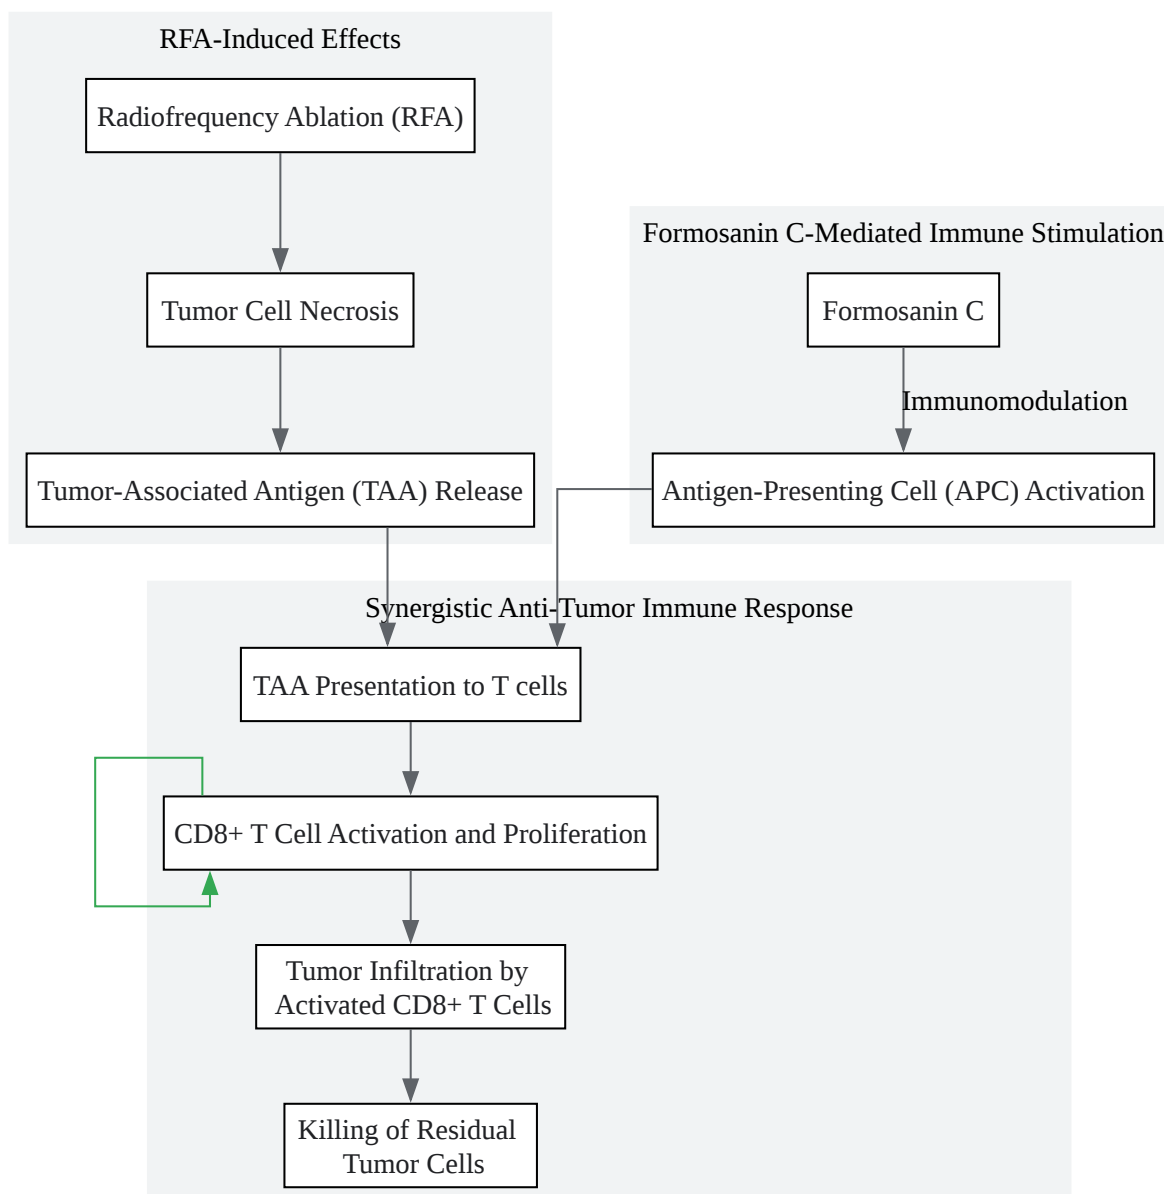 RFA-Induced Effects
Radiofrequency Ablation (RFA)
Tumor Cell Necrosis
Tumor-Associated Antigen (TAA) Release
Formosanin C-Mediated Immune Stimulation
Formosanin C
Immunomodulation
Antigen-Presenting Cell (APC) Activation
Synergistic Anti-Tumor Immune Response
TAA Presentation to T cells
CD8+ T Cell Activation and Proliferation
Tumor Infiltration by
Activated CD8+ T Cells
Killing of Residual
Tumor Cells